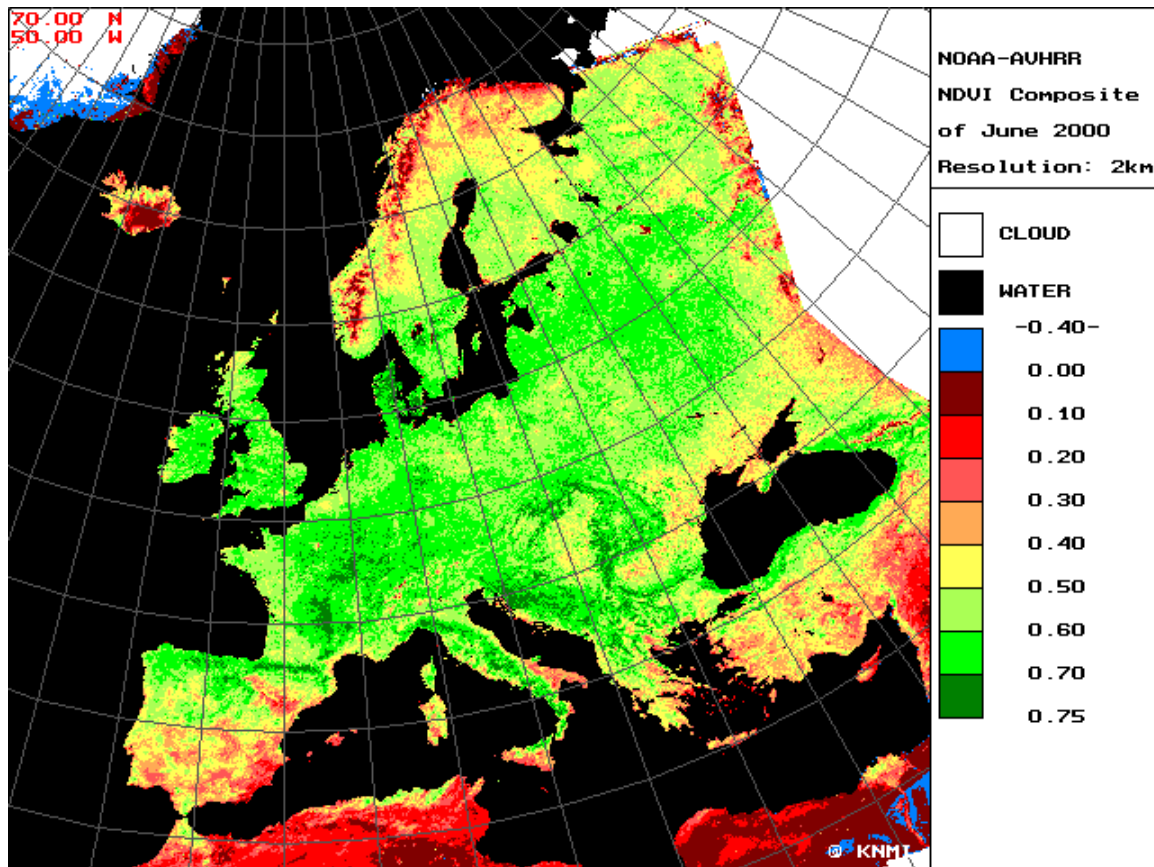 70.00 N
50.00 W
NOAA-AVHRR
NDVI Composite
of June 2000
Resolution: 2km
CLOUD
WATER
-0.40-
0.00
0.10
0.20
0.30
0.40
0.50
0.60
0.70
0.75
@ KNMI